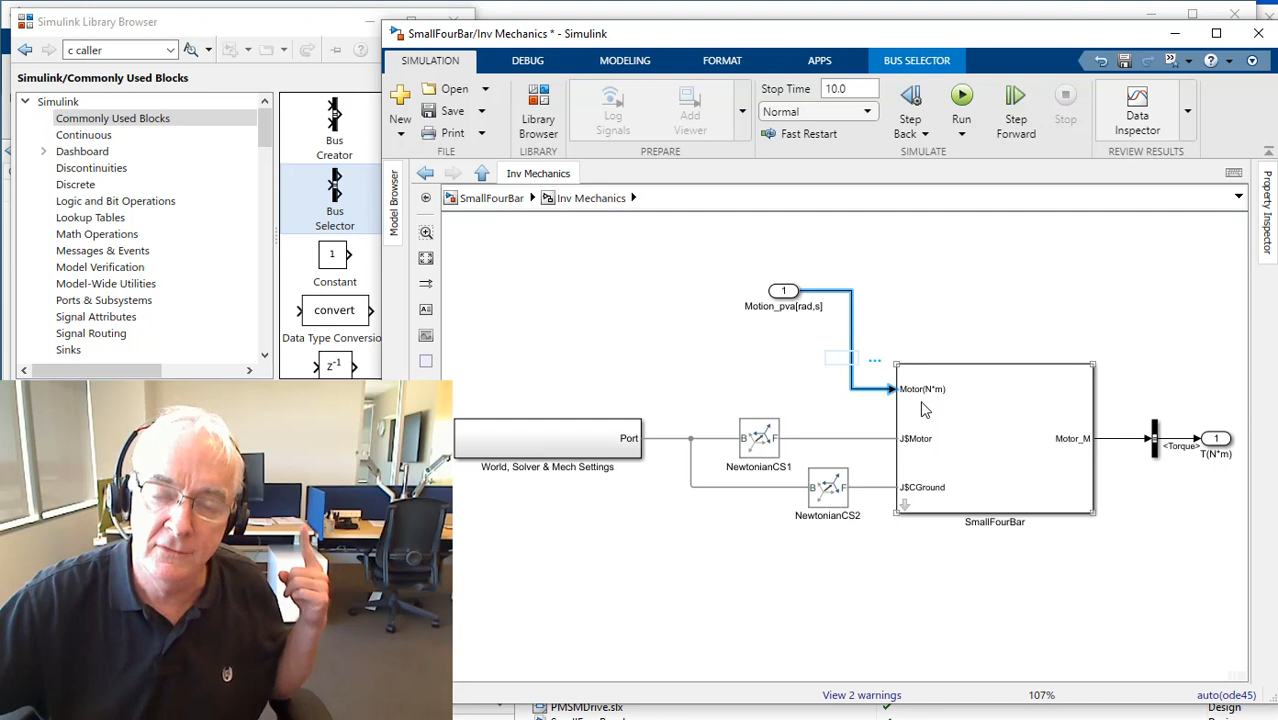 Simulink Library Browser
c caller
Simulink/Commonly Used Blocks
Simulink
Commonly Used Blocks
Continuous
Dashboard
Discontinuities
Discrete
Logic and Bit Operations
Lookup Tables
Math Operations
Messages & Events
Model Verification
Model-Wide Utilities
Ports & Subsystems
Signal Attributes
Signal Routing
Sinks
Bus
Creator
Bus
Selector
1
Constant
convert
Data Type Conversio
z-1
SmallFourBar/Inv Mechanics * - Simulink
SIMULATION
DEBUG
MODELING
FORMAT
APPS
BUS SELECTOR
New
Open
Save
Print
FILE
Library
Browser
LIBRARY
Log
Signals
Add
Viewer
PREPARE
Stop Time 10.0
Normal
Fast Restart
Step
Back
Run
Step
Forward
Stop
SIMULATE
Data
Inspector
REVIEW RESULTS
Inv Mechanics
SmallFourBar
Inv Mechanics
Model Browser
Property Inspector
1
Motion_pva[rad,s]
Motor(N*m)
J$Motor
J$CGround
Motor_M
SmallFourBar
Port
World, Solver & Mech Settings
B F
NewtonianCS1
B F
NewtonianCS2
<Torque>
1
T(N*m)
View 2 warnings
107%
auto(ode45)
PMSMDrive.slx
Design